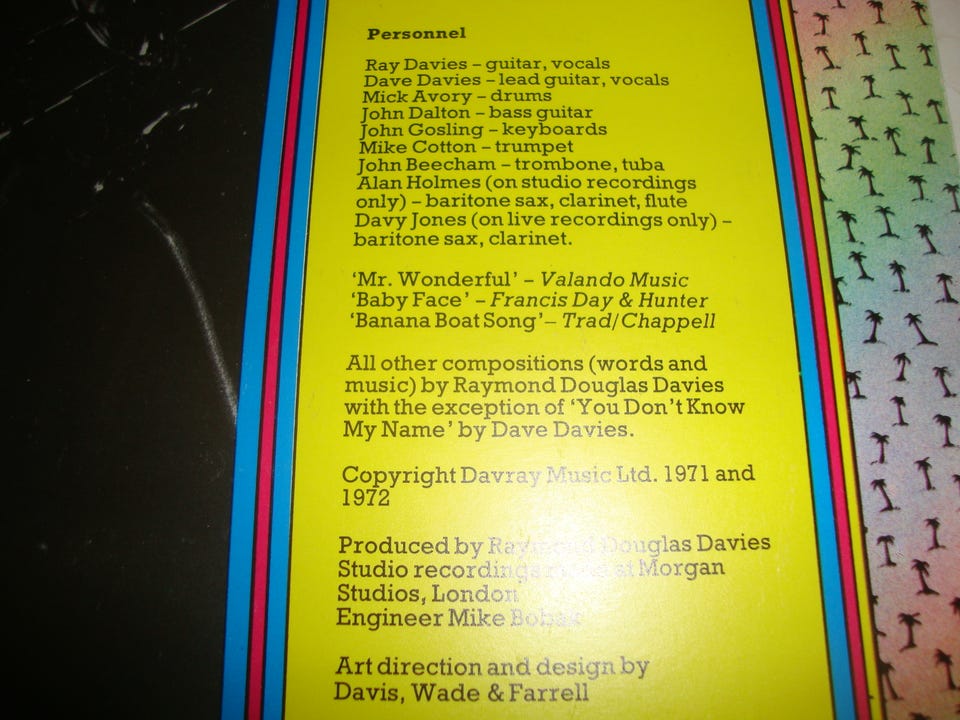 Personnel
Ray Davies – guitar, vocals
Dave Davies – lead guitar, vocals
Mick Avory – drums
John Dalton – bass guitar
John Gosling – keyboards
Mike Cotton – trumpet
John Beecham – trombone, tuba
Alan Holmes (on studio recordings
only) – baritone sax, clarinet, flute
Davy Jones (on live recordings only) –
baritone sax, clarinet.
‘Mr. Wonderful’ – Valando Music
‘Baby Face’ – Francis Day & Hunter
‘Banana Boat Song’ – Trad/Chappell
All other compositions (words and
music) by Raymond Douglas Davies
with the exception of ‘You Don’t Know
My Name’ by Dave Davies.
Copyright Davray Music Ltd. 1971 and
1972
Produced by Raymond Douglas Davies
Studio recordings at Morgan
Studios, London
Engineer Mike Bobak
Art direction and design by
Davis, Wade & Farrell